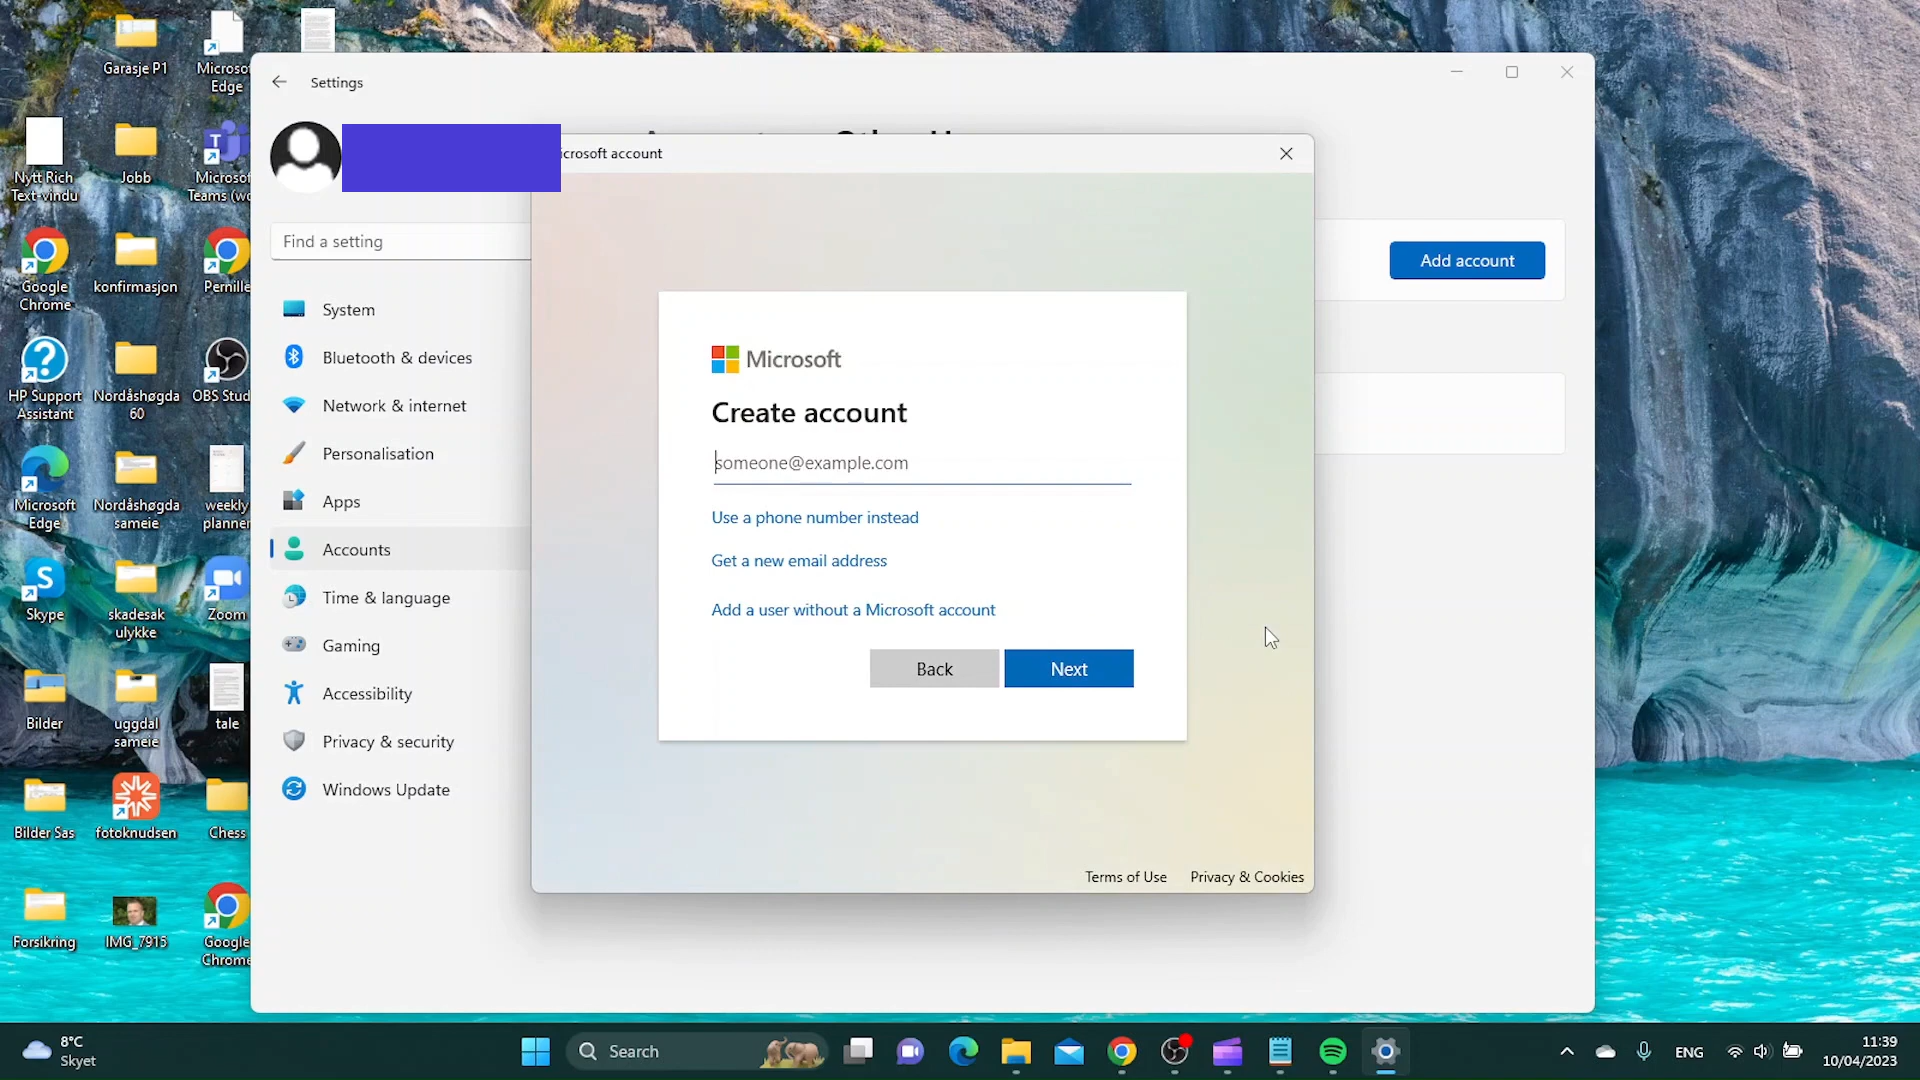 Garasje P1
Microso
Edge
Nytt Rich
Text-vindu
Jobb
Microsof
Teams (wo
Google
Chrome
konfirmasjon
Pernille
HP Support
Assistant
Nordåshøgda
60
OBS Stud
Microsoft
Edge
Nordåshøgda
sameie
weekly
planner
Skype
skadesak
ulykke
Zoom
Bilder
uggdal
sameie
tale
Bilder Sas
fotoknudsen
Chess
Forsikring
IMG_7915
Google
Chrome
Settings
Find a setting
System
Bluetooth & devices
Network & internet
Personalisation
Apps
Accounts
Time & language
Gaming
Accessibility
Privacy & security
Windows Update
Add account
icrosoft account
Microsoft
Create account
someone@example.com
Use a phone number instead
Get a new email address
Add a user without a Microsoft account
Back
Next
Terms of Use
Privacy & Cookies
8°C
Skyet
Search
ENG
11:39
10/04/2023